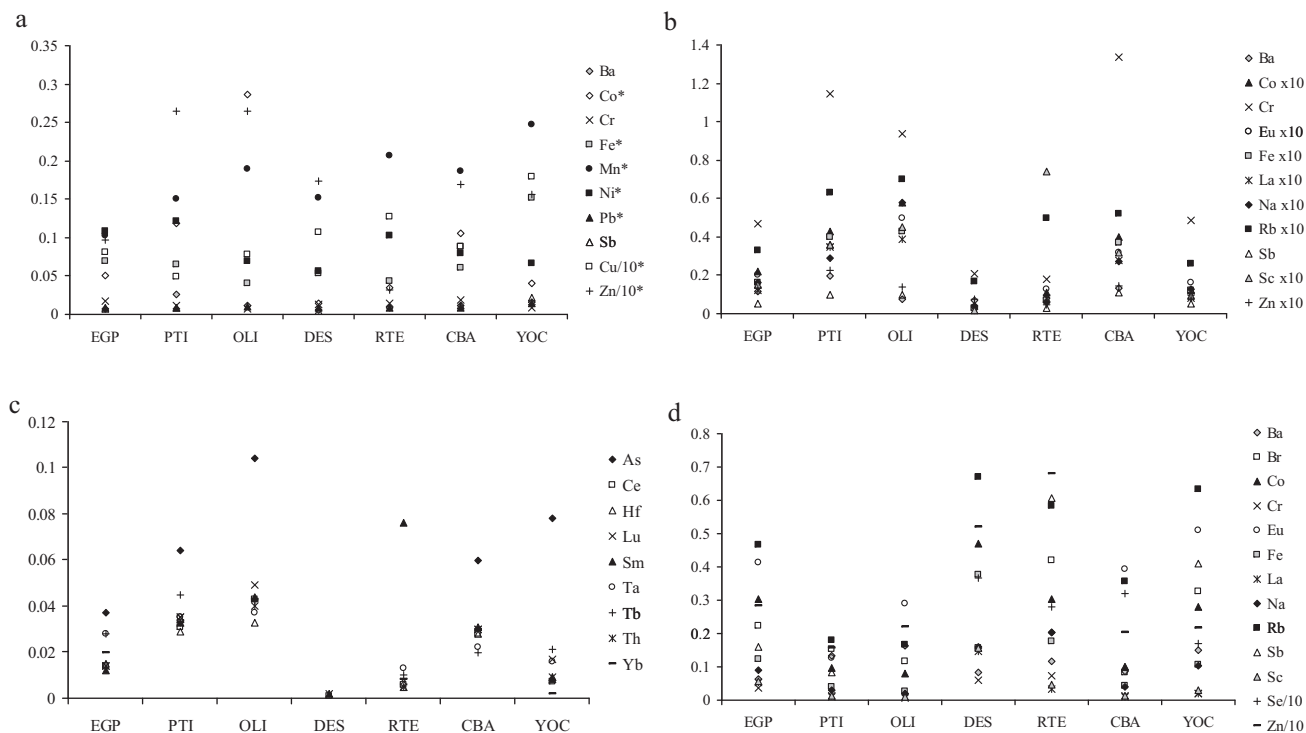 a
0.35
0.3
0.25
0.2
0.15
0.1
0.05
0
EGP PTI OLI DES RTE CBA YOC
Ba
Co*
Cr
Fe*
Mn*
Ni*
Pb*
Sb
Cu/10*
Zn/10*
b
1.4
1.2
1
0.8
0.6
0.4
0.2
0
EGP PTI OLI DES RTE CBA YOC
Ba
Co x10
Cr
Eu x10
Fe x10
La x10
Na x10
Rb x10
Sb
Sc x10
Zn x10
c
0.12
0.1
0.08
0.06
0.04
0.02
0
EGP PTI OLI DES RTE CBA YOC
As
Ce
Hf
Lu
Sm
Ta
Tb
Th
Yb
d
0.8
0.7
0.6
0.5
0.4
0.3
0.2
0.1
0
EGP PTI OLI DES RTE CBA YOC
Ba
Br
Co
Cr
Eu
Fe
La
Na
Rb
Sb
Sc
Se/10
Zn/10